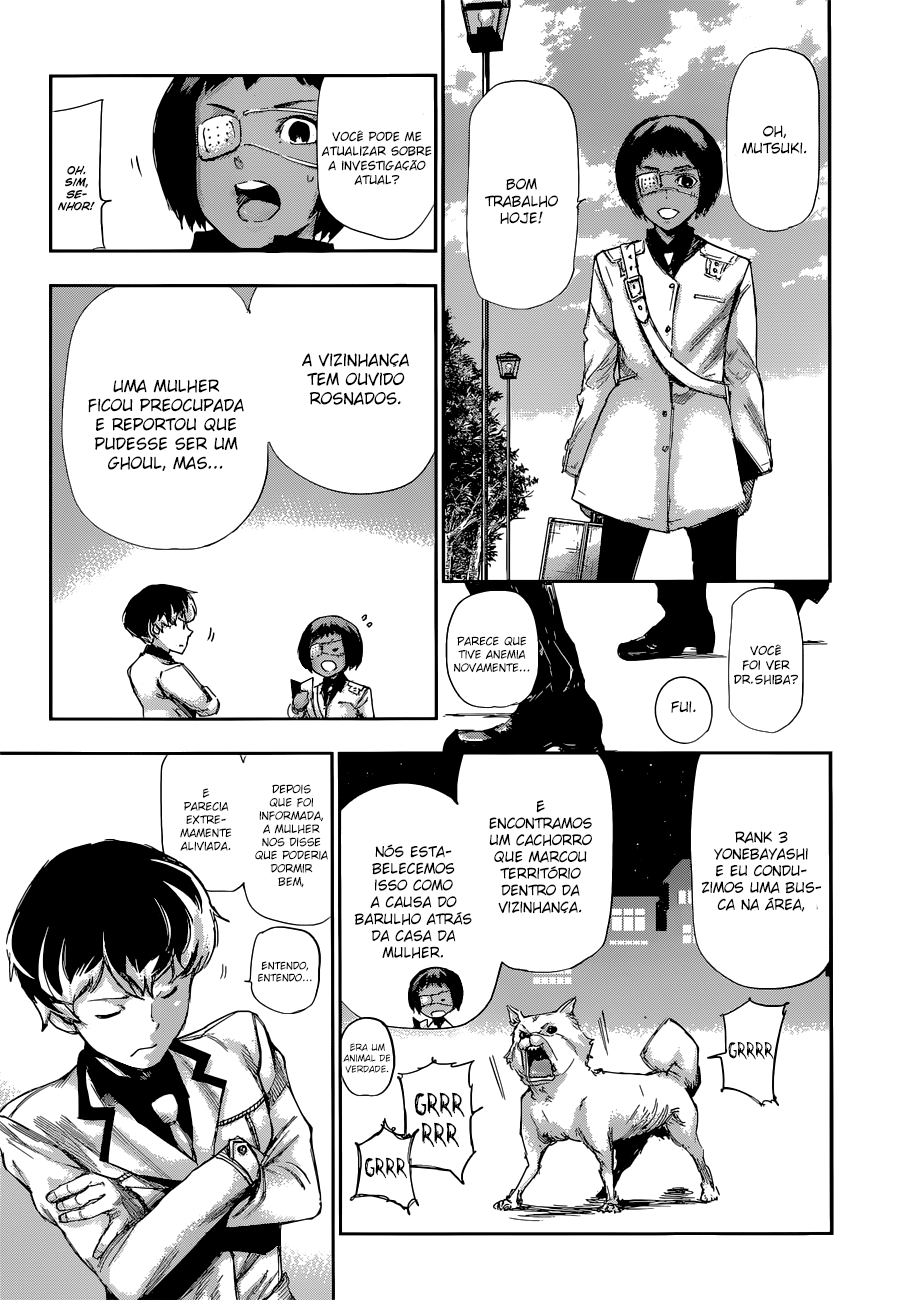 OH,
MUTSUKI.
BOM
TRABALHO
HOJE!
VOCÊ
FOI VER
DR.SHIBA?
FUI.
PARECE QUE
TIVE ANEMIA
NOVAMENTE...
VOCÊ PODE ME
ATUALIZAR SOBRE
A INVESTIGAÇÃO
ATUAL?
OH.
SIM,
SE-
NHOR!
A VIZINHANÇA
TEM OUVIDO
ROSNADOS.
UMA MULHER
FICOU PREOCUPADA
E REPORTOU QUE
PUDESSE SER UM
GHOUL, MAS...
RANK 3
YONEBAYASHI
E EU CONDU-
ZIMOS UMA BUS-
CA NA ÁREA,
E
ENCONTRAMOS
UM CACHORRO
QUE MARCOU
TERRITÓRIO
DENTRO DA
VIZINHANÇA.
NÓS ESTA-
BELECEMOS
ISSO COMO
A CAUSA DO
BARULHO ATRÁS
DA CASA DA
MULHER.
GRRRR
ERA UM
ANIMAL DE
VERDADE.
GRRR
RRR
GRRR
DEPOIS
QUE FOI
INFORMADA,
A MULHER
NOS DISSE
QUE PODERIA
DORMIR
BEM,
E
PARECIA
EXTRE-
MAMENTE
ALIVIADA.
ENTENDO,
ENTENDO...